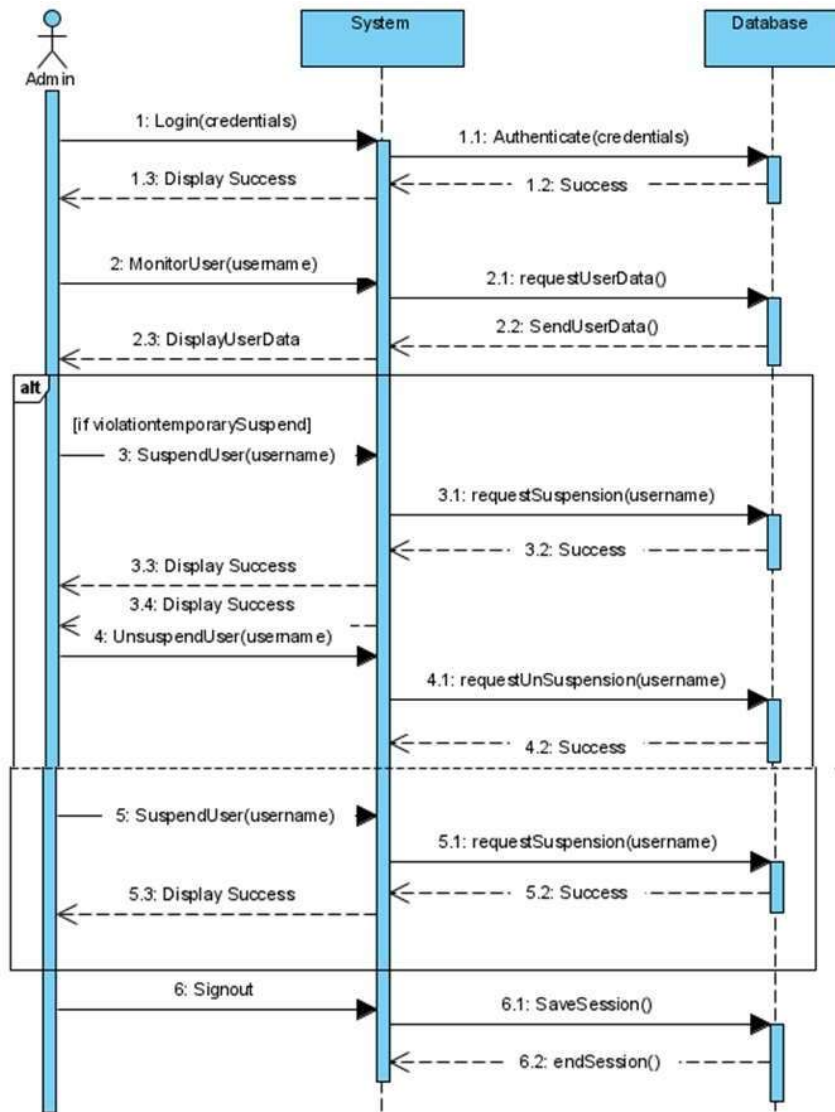 System
Database
Admin
1: Login(credentials)
1.1: Authenticate(credentials)
1.2: Success
1.3: Display Success
2: MonitorUser(username)
2.1: requestUserData()
2.2: SendUserData()
2.3: DisplayUserData
alt
[if violationtemporarySuspend]
3: SuspendUser(username)
3.1: requestSuspension(username)
3.2: Success
3.3: Display Success
3.4: Display Success
4: UnsuspendUser(username)
4.1: requestUnSuspension(username)
4.2: Success
5: SuspendUser(username)
5.1: requestSuspension(username)
5.2: Success
5.3: Display Success
6: Signout
6.1: SaveSession()
6.2: endSession()